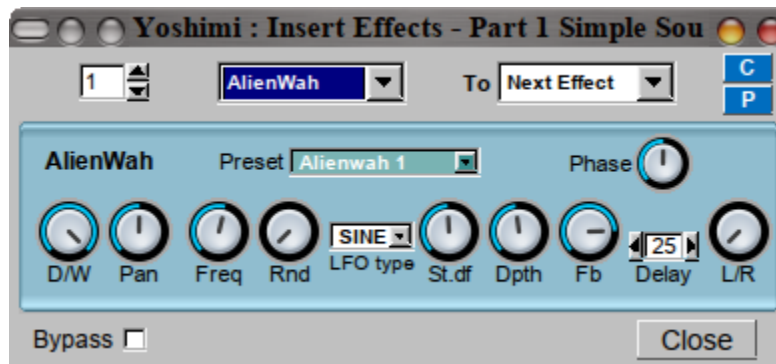 Yoshimi : Insert Effects - Part 1 Simple Sou
1 AlienWah To Next Effect C
P
AlienWah Preset Alienwah 1 Phase
SINE 25
D/W Pan Freq Rnd LFO type St.df Dpth Fb Delay L/R
Bypass Close